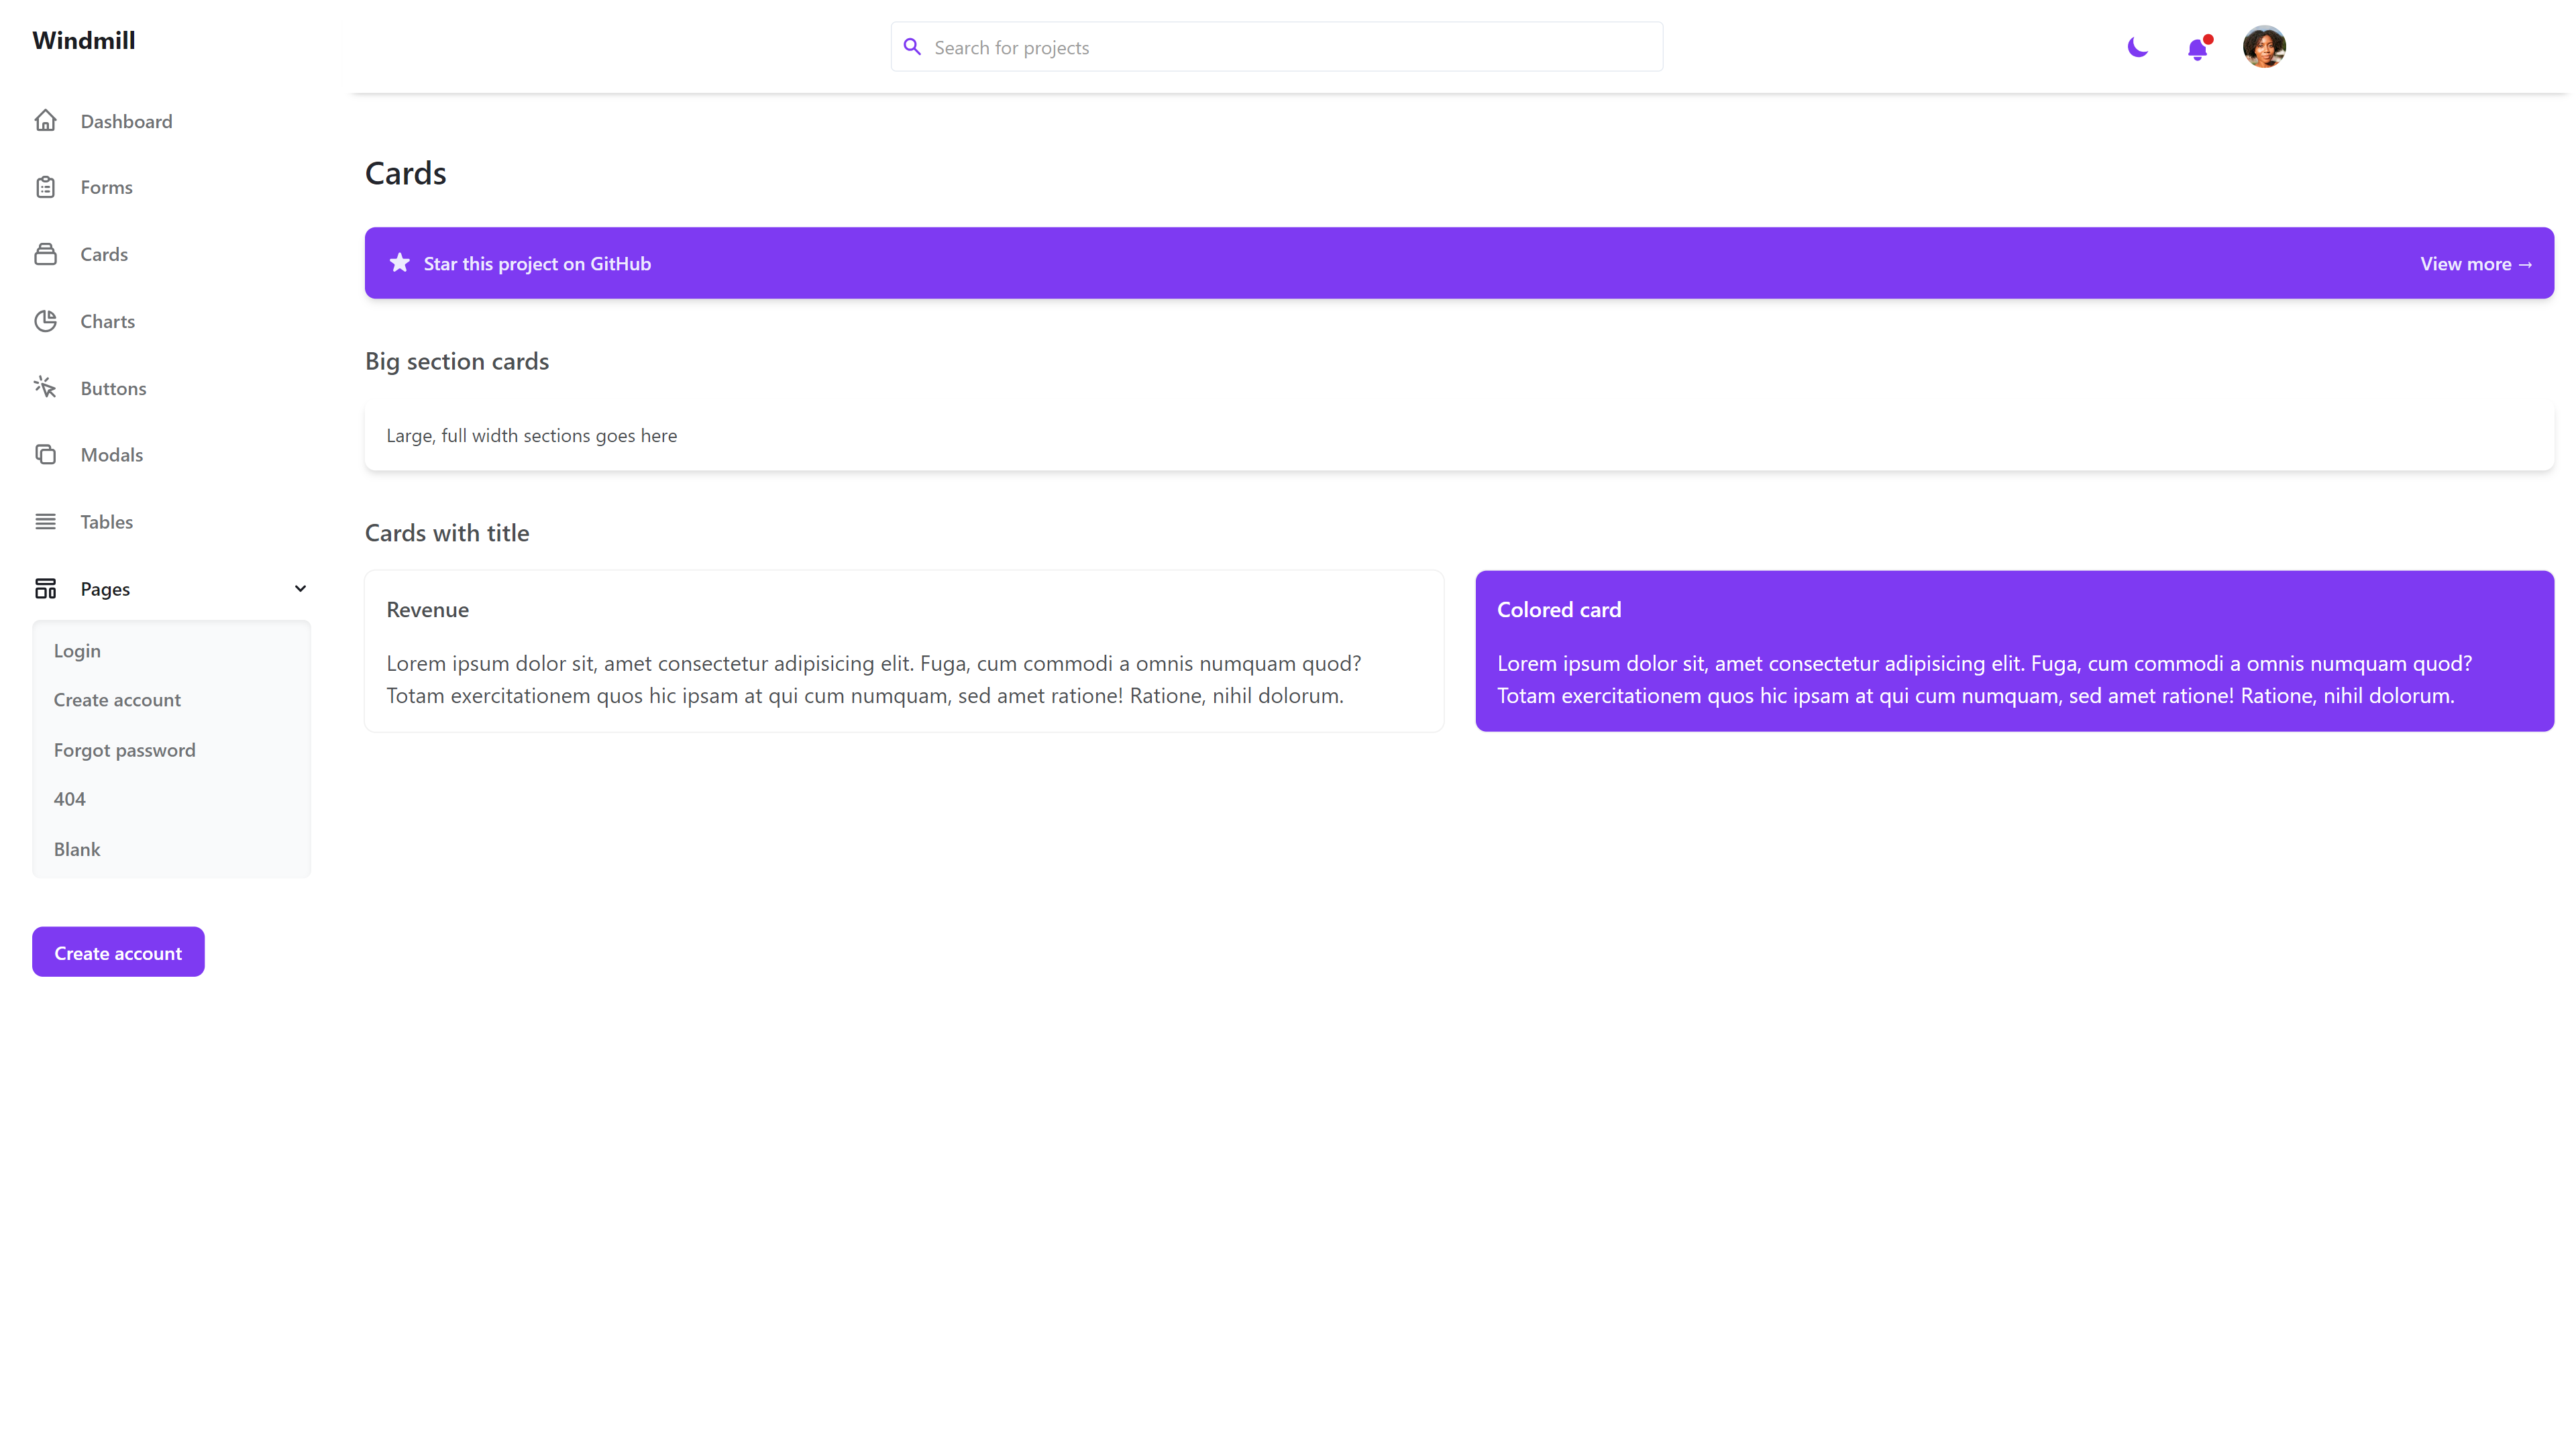 Windmill
Search for projects
Dashboard
Forms
Cards
Charts
Buttons
Modals
Tables
Pages
Login
Create account
Forgot password
404
Blank
Create account
Cards
Star this project on GitHub
View more →
Big section cards
Large, full width sections goes here
Cards with title
Revenue
Lorem ipsum dolor sit, amet consectetur adipisicing elit. Fuga, cum commodi a omnis numquam quod?
Totam exercitationem quos hic ipsam at qui cum numquam, sed amet ratione! Ratione, nihil dolorum.
Colored card
Lorem ipsum dolor sit, amet consectetur adipisicing elit. Fuga, cum commodi a omnis numquam quod?
Totam exercitationem quos hic ipsam at qui cum numquam, sed amet ratione! Ratione, nihil dolorum.